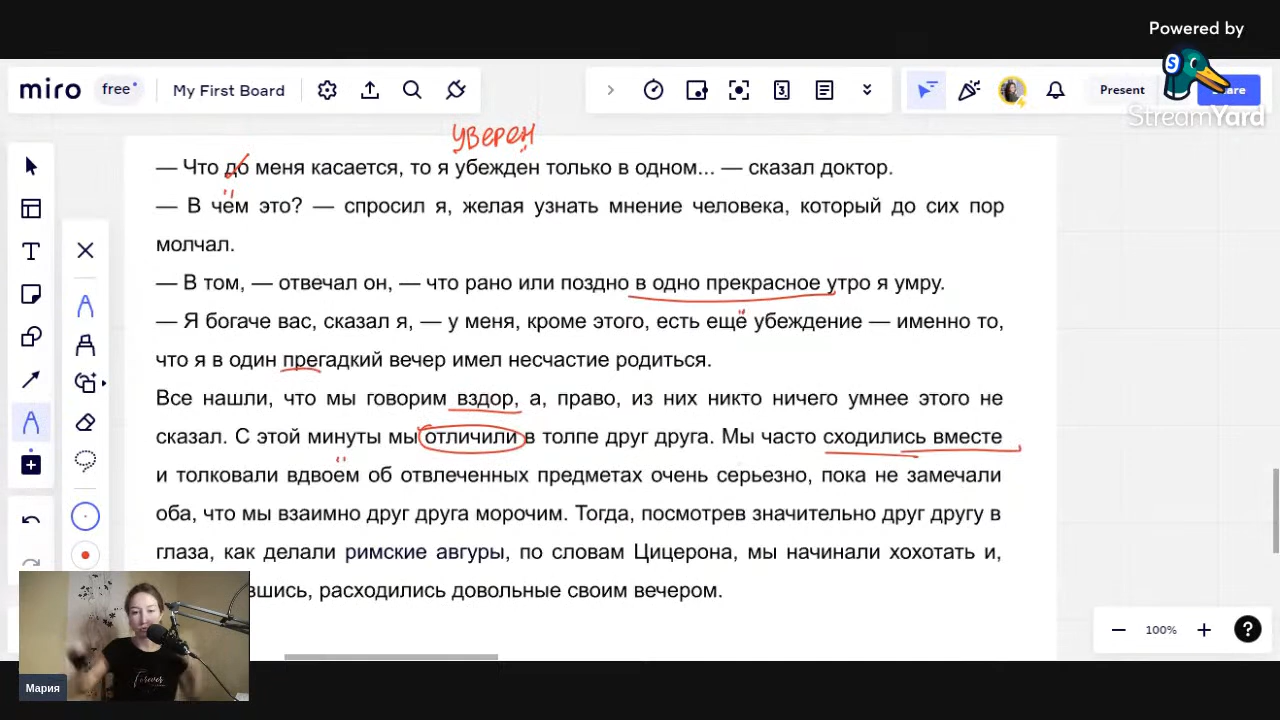 Powered by
miro free My First Board 3 Present Share
StreamYard
уверен
— Что до меня касается, то я убежден только в одном... — сказал доктор.
— В чём это? — спросил я, желая узнать мнение человека, который до сих пор
молчал.
— В том, — отвечал он, — что рано или поздно в одно прекрасное утро я умру.
— Я богаче вас, сказал я, — у меня, кроме этого, есть ещё убеждение — именно то,
что я в один прегадкий вечер имел несчастие родиться.
Все нашли, что мы говорим вздор, а, право, из них никто ничего умнее этого не
сказал. С этой минуты мы отличили в толпе друг друга. Мы часто сходились вместе
и толковали вдвоём об отвлеченных предметах очень серьезно, пока не замечали
оба, что мы взаимно друг друга морочим. Тогда, посмотрев значительно друг другу в
глаза, как делали римские авгуры, по словам Цицерона, мы начинали хохотать и,
вшись, расходились довольные своим вечером.
100%
Forever
Мария